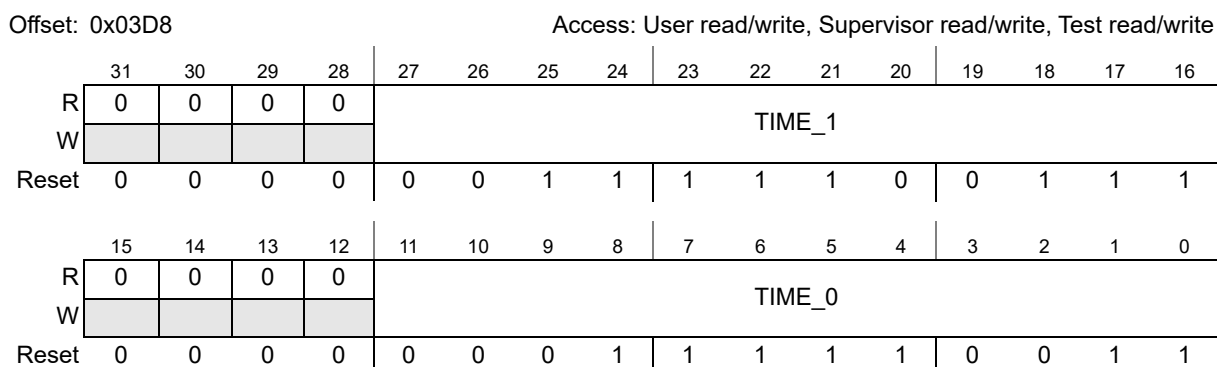 Offset: 0x03D8 Access: User read/write, Supervisor read/write, Test read/write
31 30 29 28 27 26 25 24 23 22 21 20 19 18 17 16
R 0 0 0 0 TIME_1
W
Reset 0 0 0 0 0 0 1 1 1 1 1 0 0 1 1 1
15 14 13 12 11 10 9 8 7 6 5 4 3 2 1 0
R 0 0 0 0 TIME_0
W
Reset 0 0 0 0 0 0 0 1 1 1 1 1 0 0 1 1